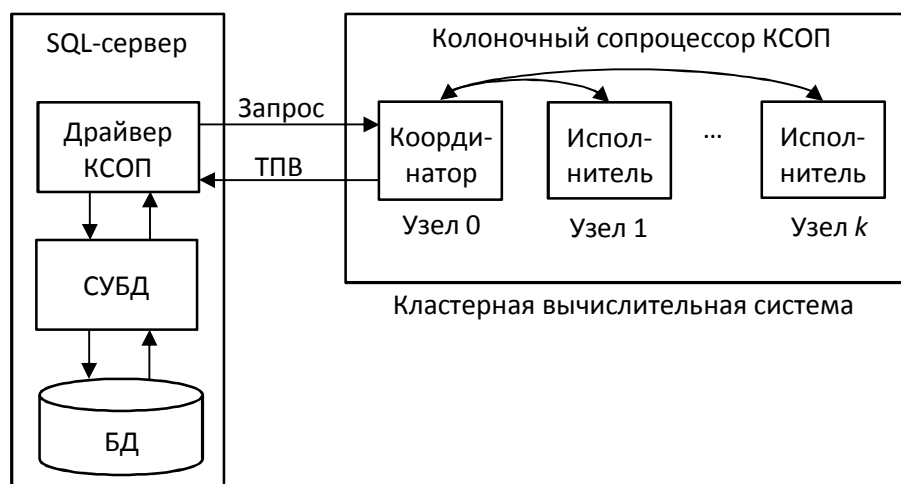 SQL-сервер
Колоночный сопроцессор КСОП
Драйвер
КСОП
Запрос
ТПВ
Коорди-
натор
Испол-
нитель
...
Испол-
нитель
Узел 0
Узел 1
Узел k
СУБД
Кластерная вычислительная система
БД